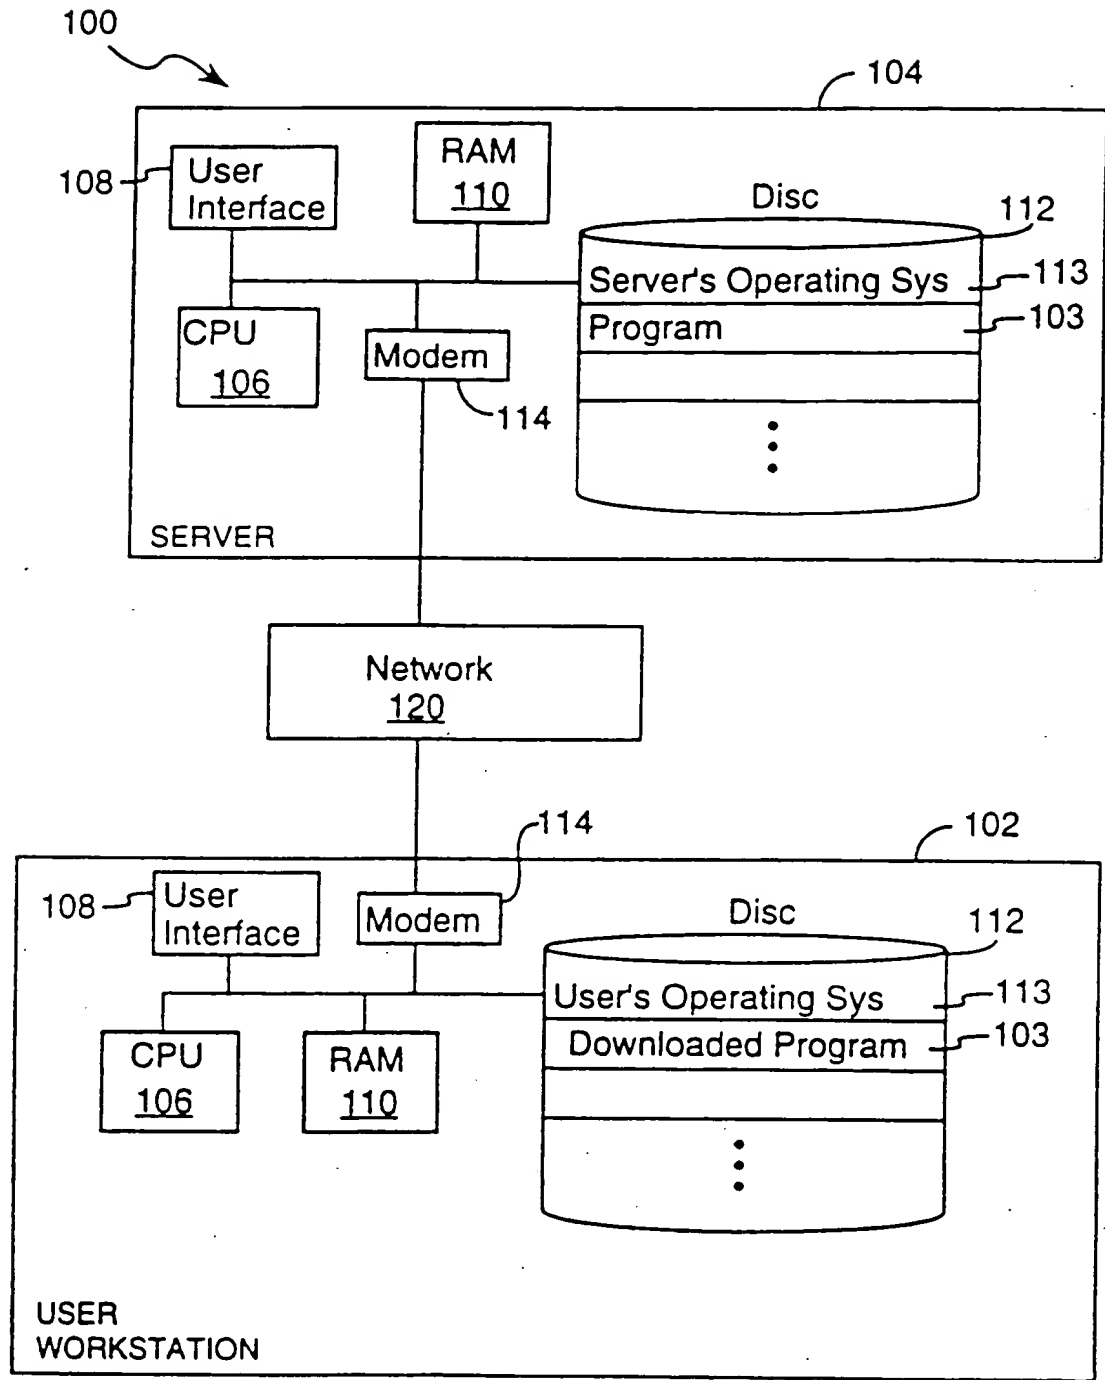 100
104
108
User
Interface
RAM
110
Disc
112
Server's Operating Sys
113
CPU
106
Modem
114
Program
103
SERVER
Network
120
114
102
108
User
Interface
Modem
Disc
112
User's Operating Sys
113
CPU
106
RAM
110
Downloaded Program
103
USER
WORKSTATION